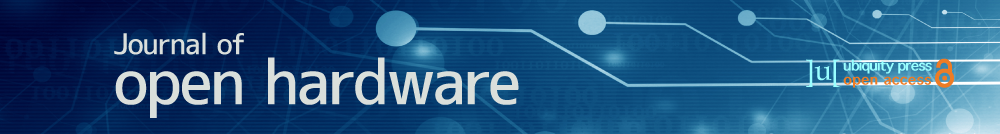 Journal of
open hardware
]u[ ubiquity press
open access